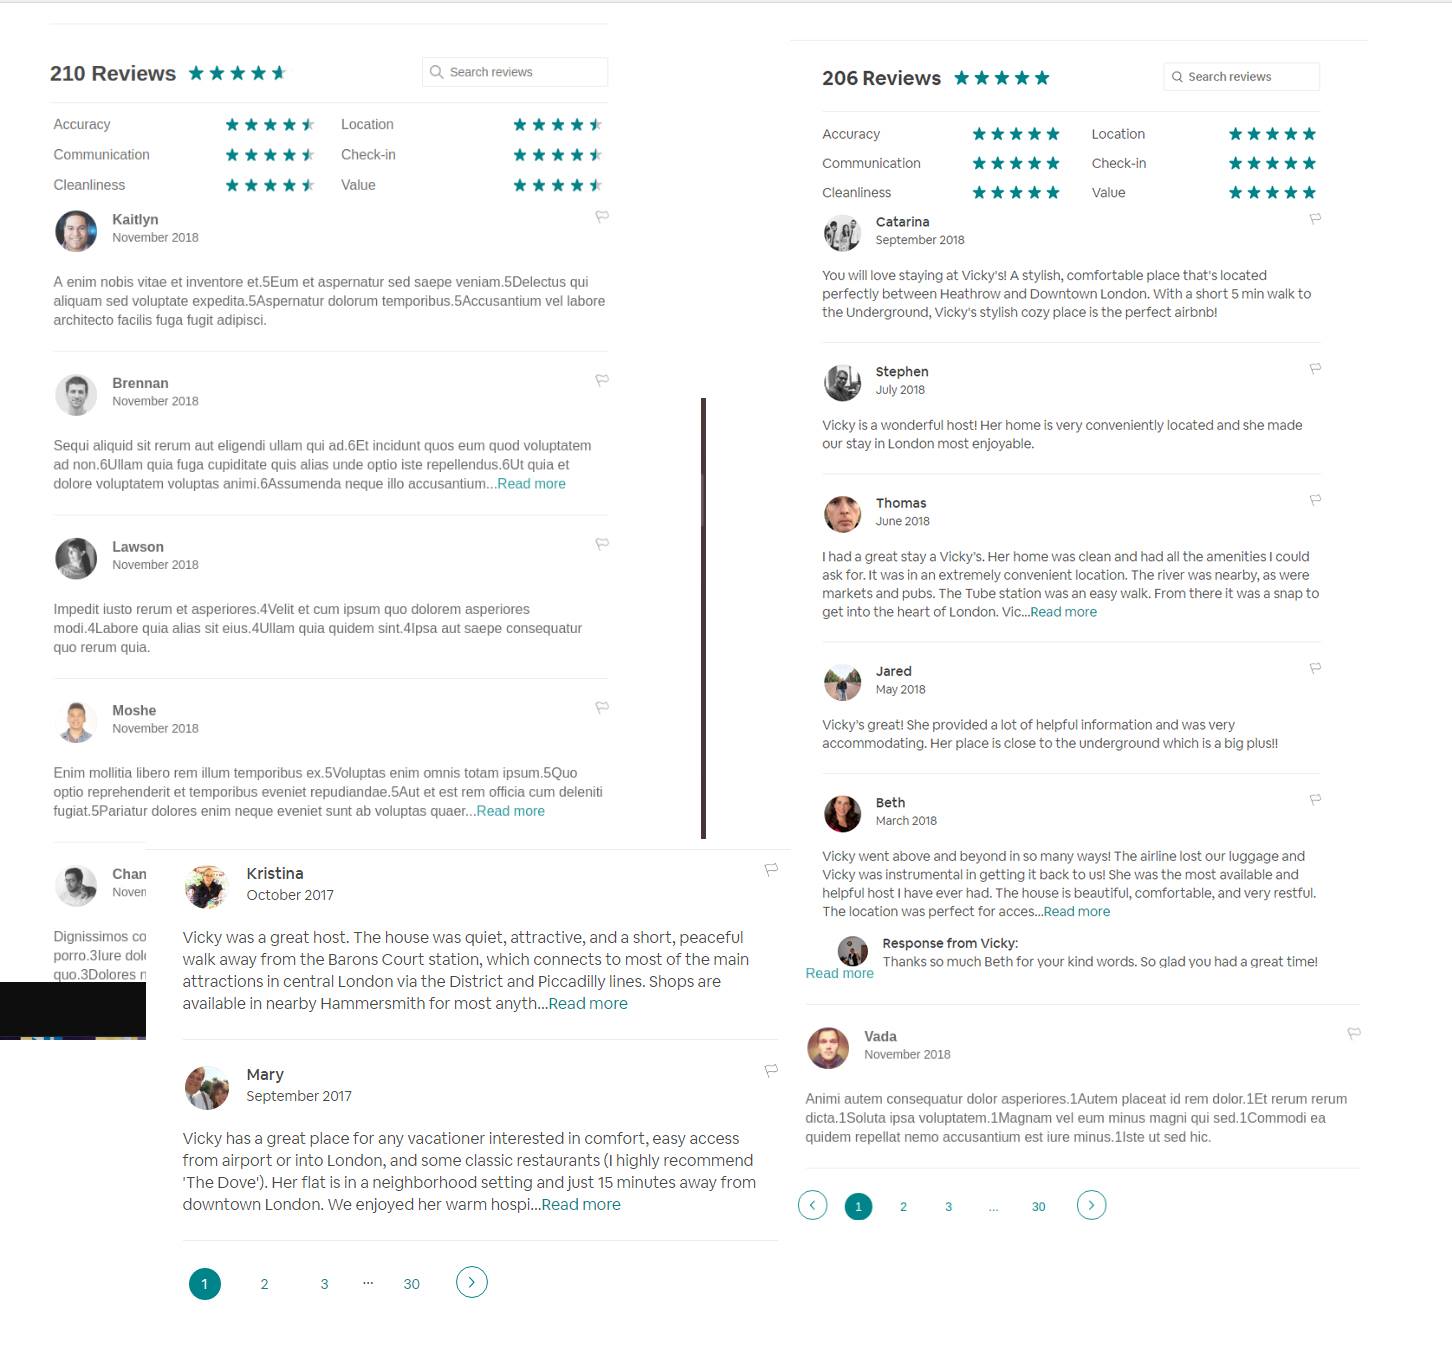 210 Reviews
Search reviews
Accuracy
Location
Communication
Check-in
Cleanliness
Value
Kaitlyn
November 2018
A enim nobis vitae et inventore et.5Eum et aspernatur sed saepe veniam.5Delectus qui
aliquam sed voluptate expedita.5Aspernatur dolorum temporibus.5Accusantium vel labore
architecto facilis fuga fugit adipisci.
Brennan
November 2018
Sequi aliquid sit rerum aut eligendi ullam qui ad.6Et incidunt quos eum quod voluptatem
ad non.6Ullam quia fuga cupiditate quis alias unde optio iste repellendus.6Ut quia et
dolore voluptatem voluptas animi.6Assumenda neque illo accusantium...Read more
Lawson
November 2018
Impedit iusto rerum et asperiores.4Velit et cum ipsum quo dolorem asperiores
modi.4Labore quia alias sit eius.4Ullam quia quidem sint.4Ipsa aut saepe consequatur
quo rerum quia.
Moshe
November 2018
Enim mollitia libero rem illum temporibus ex.5Voluptas enim omnis totam ipsum.5Quo
optio reprehenderit et temporibus eveniet repudiandae.5Aut et est rem officia cum deleniti
fugiat.5Pariatur dolores enim neque eveniet sunt ab voluptas quaer...Read more
Chan
Noven
Dignissimos co
porro.3Iure dol
quo.3Dolores
Kristina
October 2017
Vicky was a great host. The house was quiet, attractive, and a short, peaceful
walk away from the Barons Court station, which connects to most of the main
attractions in central London via the District and Piccadilly lines. Shops are
available in nearby Hammersmith for most anyth...Read more
Mary
September 2017
Vicky has a great place for any vacationer interested in comfort, easy access
from airport or into London, and some classic restaurants (I highly recommend
'The Dove'). Her flat is in a neighborhood setting and just 15 minutes away from
downtown London. We enjoyed her warm hospi...Read more
1 2 3 ... 30
206 Reviews
Search reviews
Accuracy
Location
Communication
Check-in
Cleanliness
Value
Catarina
September 2018
You will love staying at Vicky's! A stylish, comfortable place that's located
perfectly between Heathrow and Downtown London. With a short 5 min walk to
the Underground, Vicky's stylish cozy place is the perfect airbnb!
Stephen
July 2018
Vicky is a wonderful host! Her home is very conveniently located and she made
our stay in London most enjoyable.
Thomas
June 2018
I had a great stay a Vicky's. Her home was clean and had all the amenities I could
ask for. It was in an extremely convenient location. The river was nearby, as were
markets and pubs. The Tube station was an easy walk. From there it was a snap to
get into the heart of London. Vic...Read more
Jared
May 2018
Vicky's great! She provided a lot of helpful information and was very
accommodating. Her place is close to the underground which is a big plus!!
Beth
March 2018
Vicky went above and beyond in so many ways! The airline lost our luggage and
Vicky was instrumental in getting it back to us! She was the most available and
helpful host I have ever had. The house is beautiful, comfortable, and very restful.
The location was perfect for acces...Read more
Response from Vicky:
Thanks so much Beth for your kind words. So glad you had a great time!
Read more
Vada
November 2018
Animi autem consequatur dolor asperiores.1Autem placeat id rem dolor.1Et rerum rerum
dicta.1Soluta ipsa voluptatem.1Magnam vel eum minus magni qui sed.1Commodi ea
quidem repellat nemo accusantium est iure minus.1Iste ut sed hic.
1 2 3 ... 30